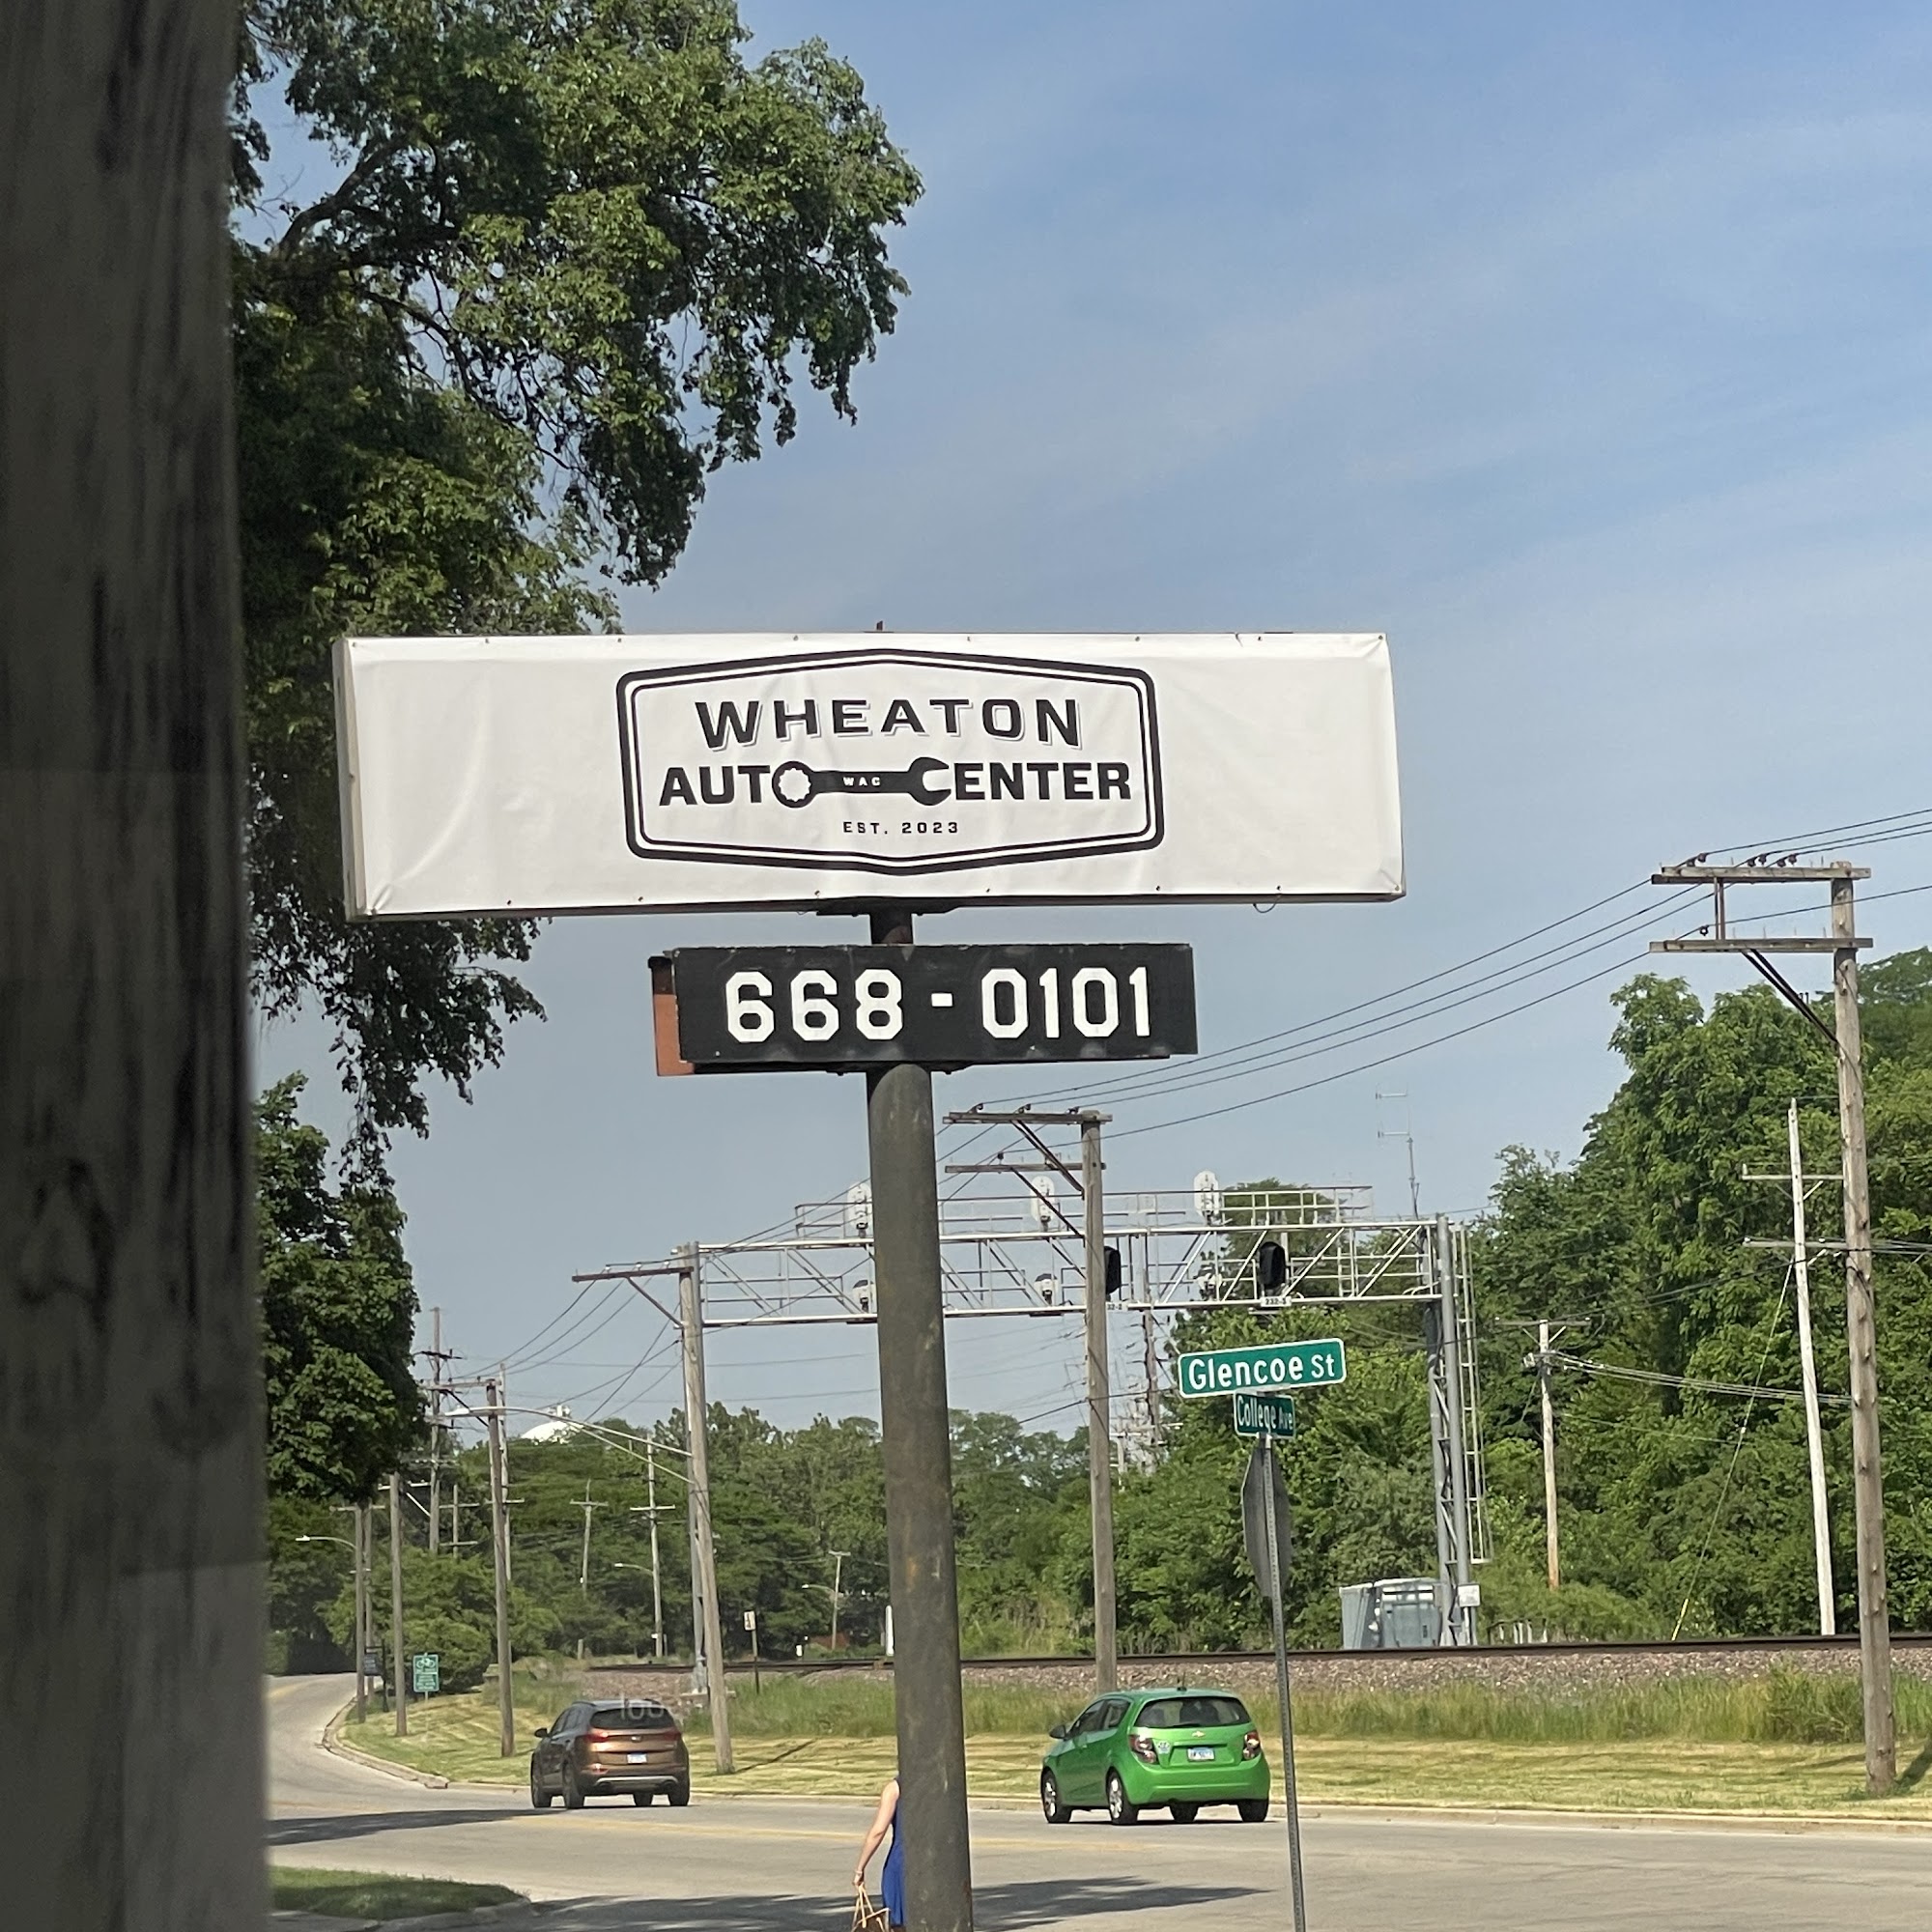 WHEATON
AUTO CENTER
WAC
EST. 2023
668-0101
Glencoe St
College Ave